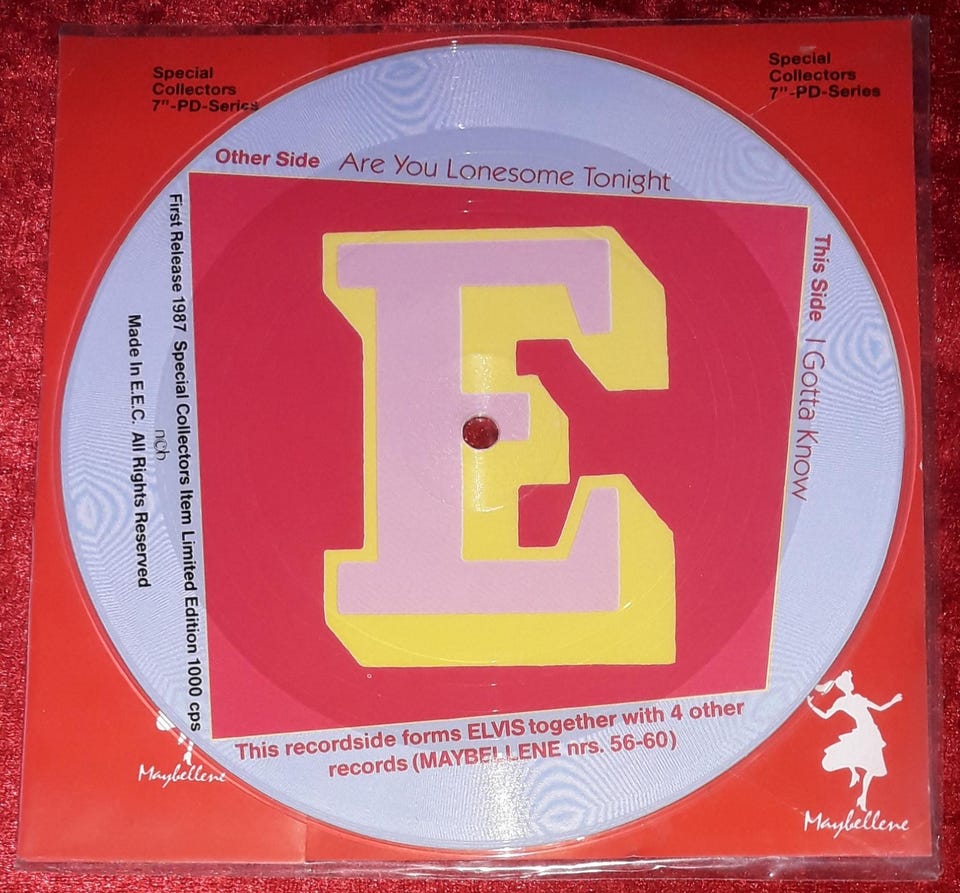 Special
Collectors
7"-PD-Series
Special
Collectors
7"-PD-Series
Other Side Are You Lonesome Tonight
This Side I Gotta Know
First Release 1987 Special Collectors Item Limited Edition 1000 cps
ncb
Made In E.E.C. All Rights Reserved
E
This recordside forms ELVIS together with 4 other
records (MAYBELLENE nrs. 56-60)
Maybellene
Maybellene